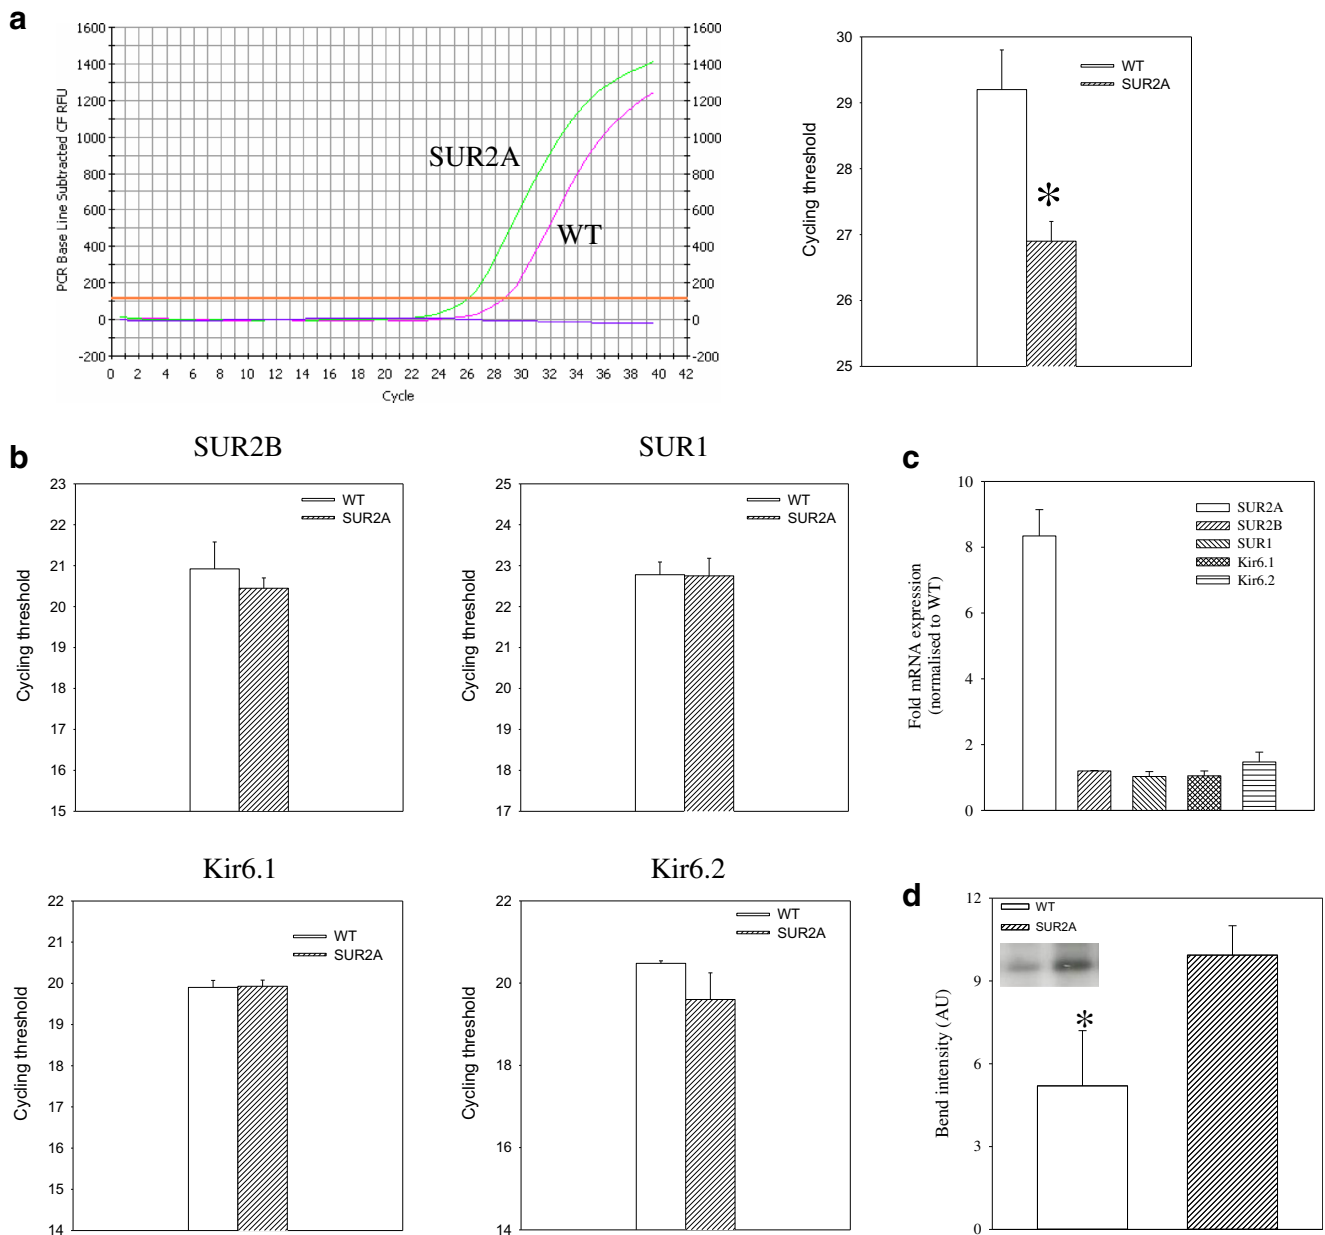 a
PCR Base Line Subtracted CF RFU
1600
1400
1200
1000
800
600
400
200
0
-200
1600
1400
1200
1000
800
600
400
200
0
-200
SUR2A
WT
0 2 4 6 8 10 12 14 16 18 20 22 24 26 28 30 32 34 36 38 40 42
Cycle
Cycling threshold
30
29
28
27
26
25
WT
SUR2A
*
b
SUR2B
Cycling threshold
23
22
21
20
19
18
17
16
15
WT
SUR2A
SUR1
Cycling threshold
25
24
23
22
21
20
19
18
17
WT
SUR2A
c
Fold mRNA expression
(normalised to WT)
10
8
6
4
2
0
SUR2A
SUR2B
SUR1
Kir6.1
Kir6.2
Kir6.1
Cycling threshold
22
21
20
19
18
17
16
15
14
WT
SUR2A
Kir6.2
Cycling threshold
22
21
20
19
18
17
16
15
14
WT
SUR2A
d
Bend intensity (AU)
12
9
6
3
0
WT
SUR2A
*